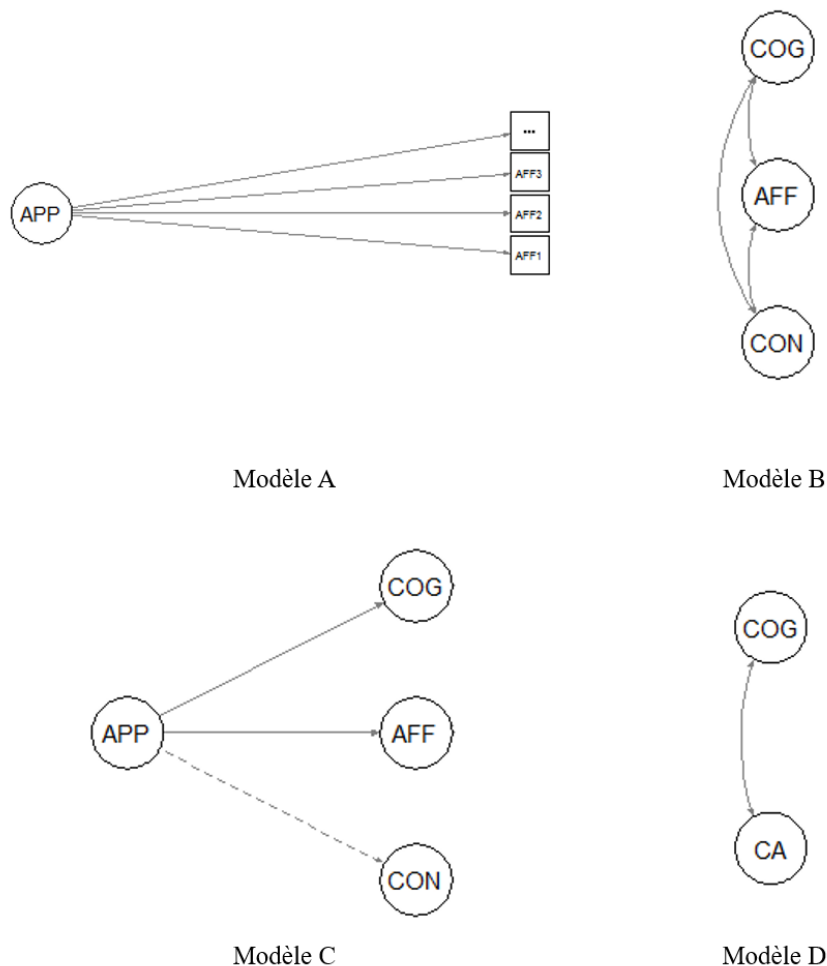 COG
...
AFF3
APP
AFF2
AFF
AFF1
CON
Modèle A
Modèle B
COG
COG
APP
AFF
CA
CON
Modèle C
Modèle D